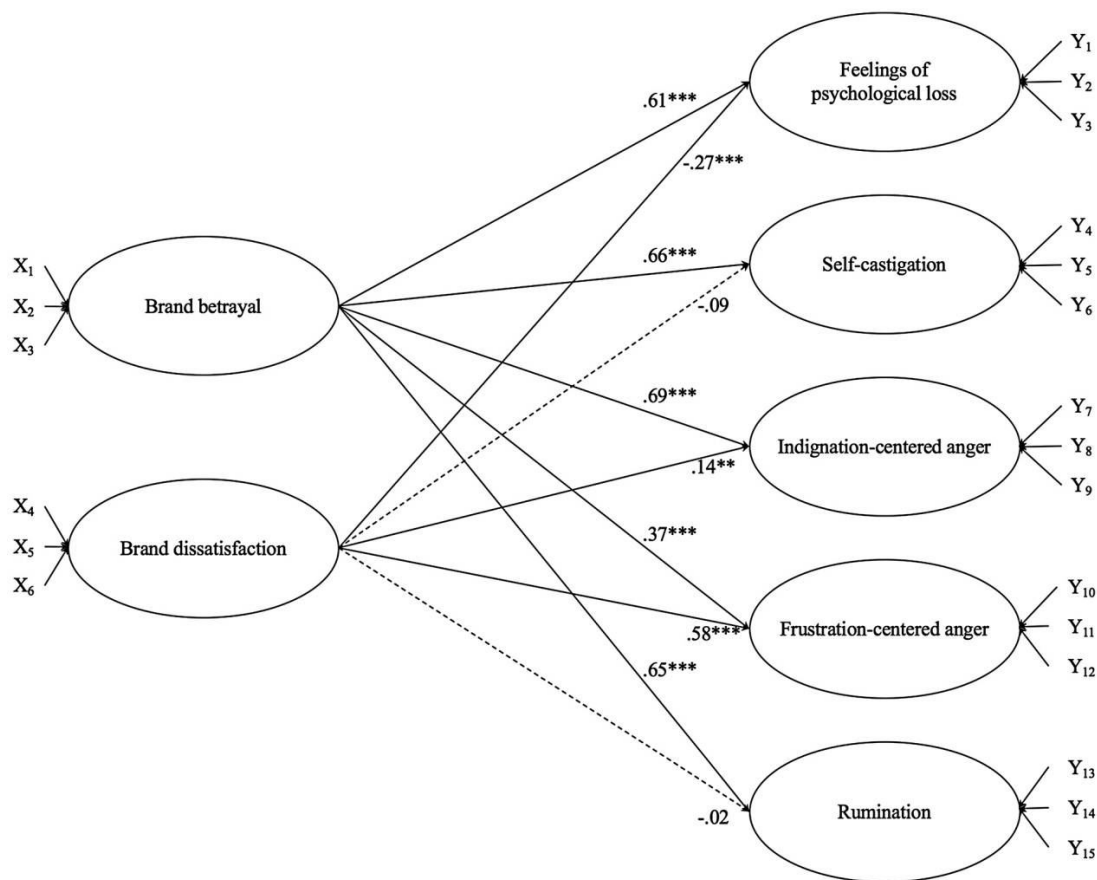 Y₁
Y₂
Y₃
Feelings of
psychological loss
.61***
-.27***
Y₄
Y₅
Y₆
Self-castigation
.66***
-.09
X₁
X₂
X₃
Brand betrayal
Y₇
Y₈
Y₉
Indignation-centered anger
.69***
.14**
X₄
X₅
X₆
Brand dissatisfaction
.37***
.58***
Y₁₀
Y₁₁
Y₁₂
Frustration-centered anger
.65***
-.02
Y₁₃
Y₁₄
Y₁₅
Rumination